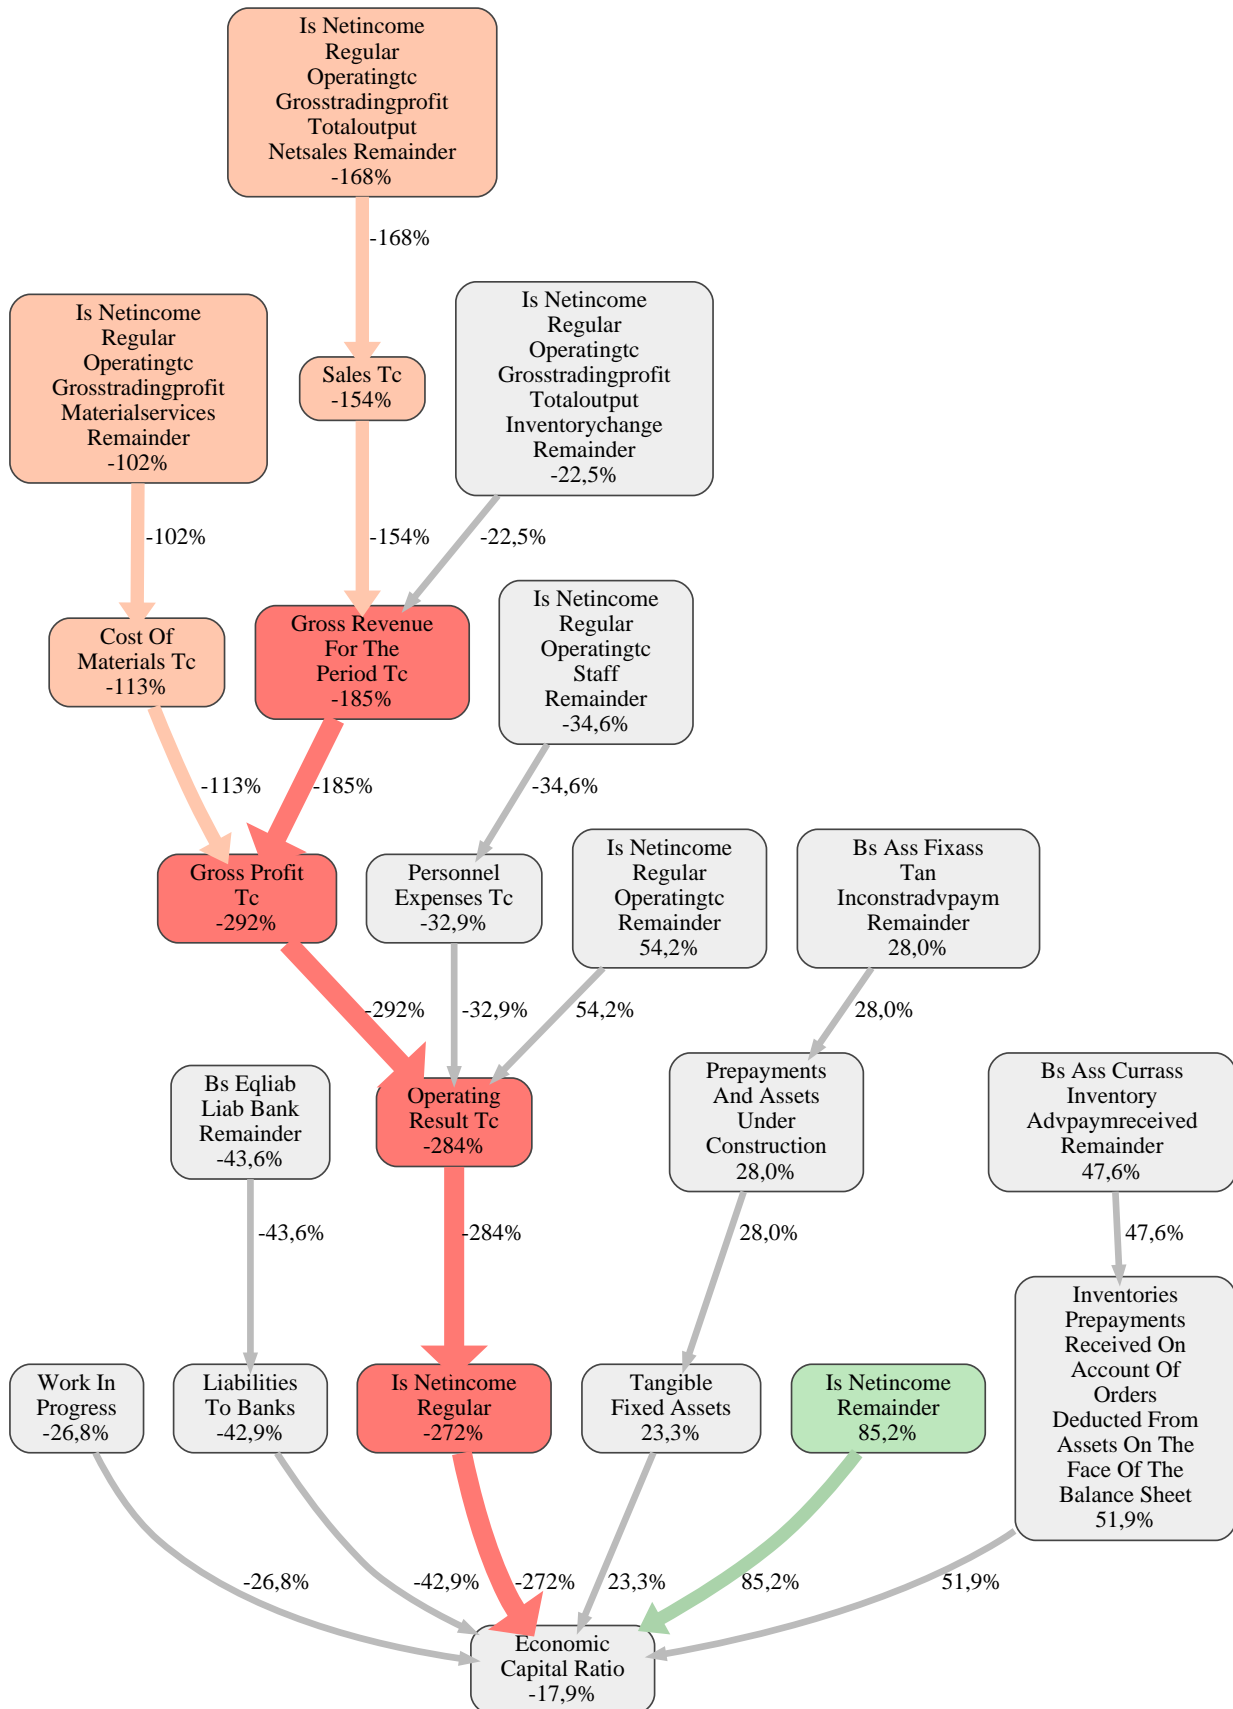 Is Netincome
Regular
Operatingtc
Grosstradingprofit
Totaloutput
Netsales Remainder
-168%
-168%
Is Netincome
Regular
Operatingtc
Grosstradingprofit
Materialservices
Remainder
-102%
Sales Tc
-154%
Is Netincome
Regular
Operatingtc
Grosstradingprofit
Totaloutput
Inventorychange
Remainder
-22,5%
-102%
-154%
-22,5%
Cost Of
Materials Tc
-113%
Gross Revenue
For The
Period Tc
-185%
Is Netincome
Regular
Operatingtc
Staff
Remainder
-34,6%
-113%
-185%
-34,6%
Gross Profit
Tc
-292%
Personnel
Expenses Tc
-32,9%
Is Netincome
Regular
Operatingtc
Remainder
54,2%
Bs Ass Fixass
Tan
Inconstradvpaym
Remainder
28,0%
-292%
-32,9%
54,2%
28,0%
Bs Eqliab
Liab Bank
Remainder
-43,6%
Operating
Result Tc
-284%
Prepayments
And Assets
Under
Construction
28,0%
Bs Ass Currass
Inventory
Advpaymreceived
Remainder
47,6%
-43,6%
-284%
28,0%
47,6%
Work In
Progress
-26,8%
Liabilities
To Banks
-42,9%
Is Netincome
Regular
-272%
Tangible
Fixed Assets
23,3%
Is Netincome
Remainder
85,2%
Inventories
Prepayments
Received On
Account Of
Orders
Deducted From
Assets On The
Face Of The
Balance Sheet
51,9%
-26,8%
-42,9%
-272%
23,3%
85,2%
51,9%
Economic
Capital Ratio
-17,9%